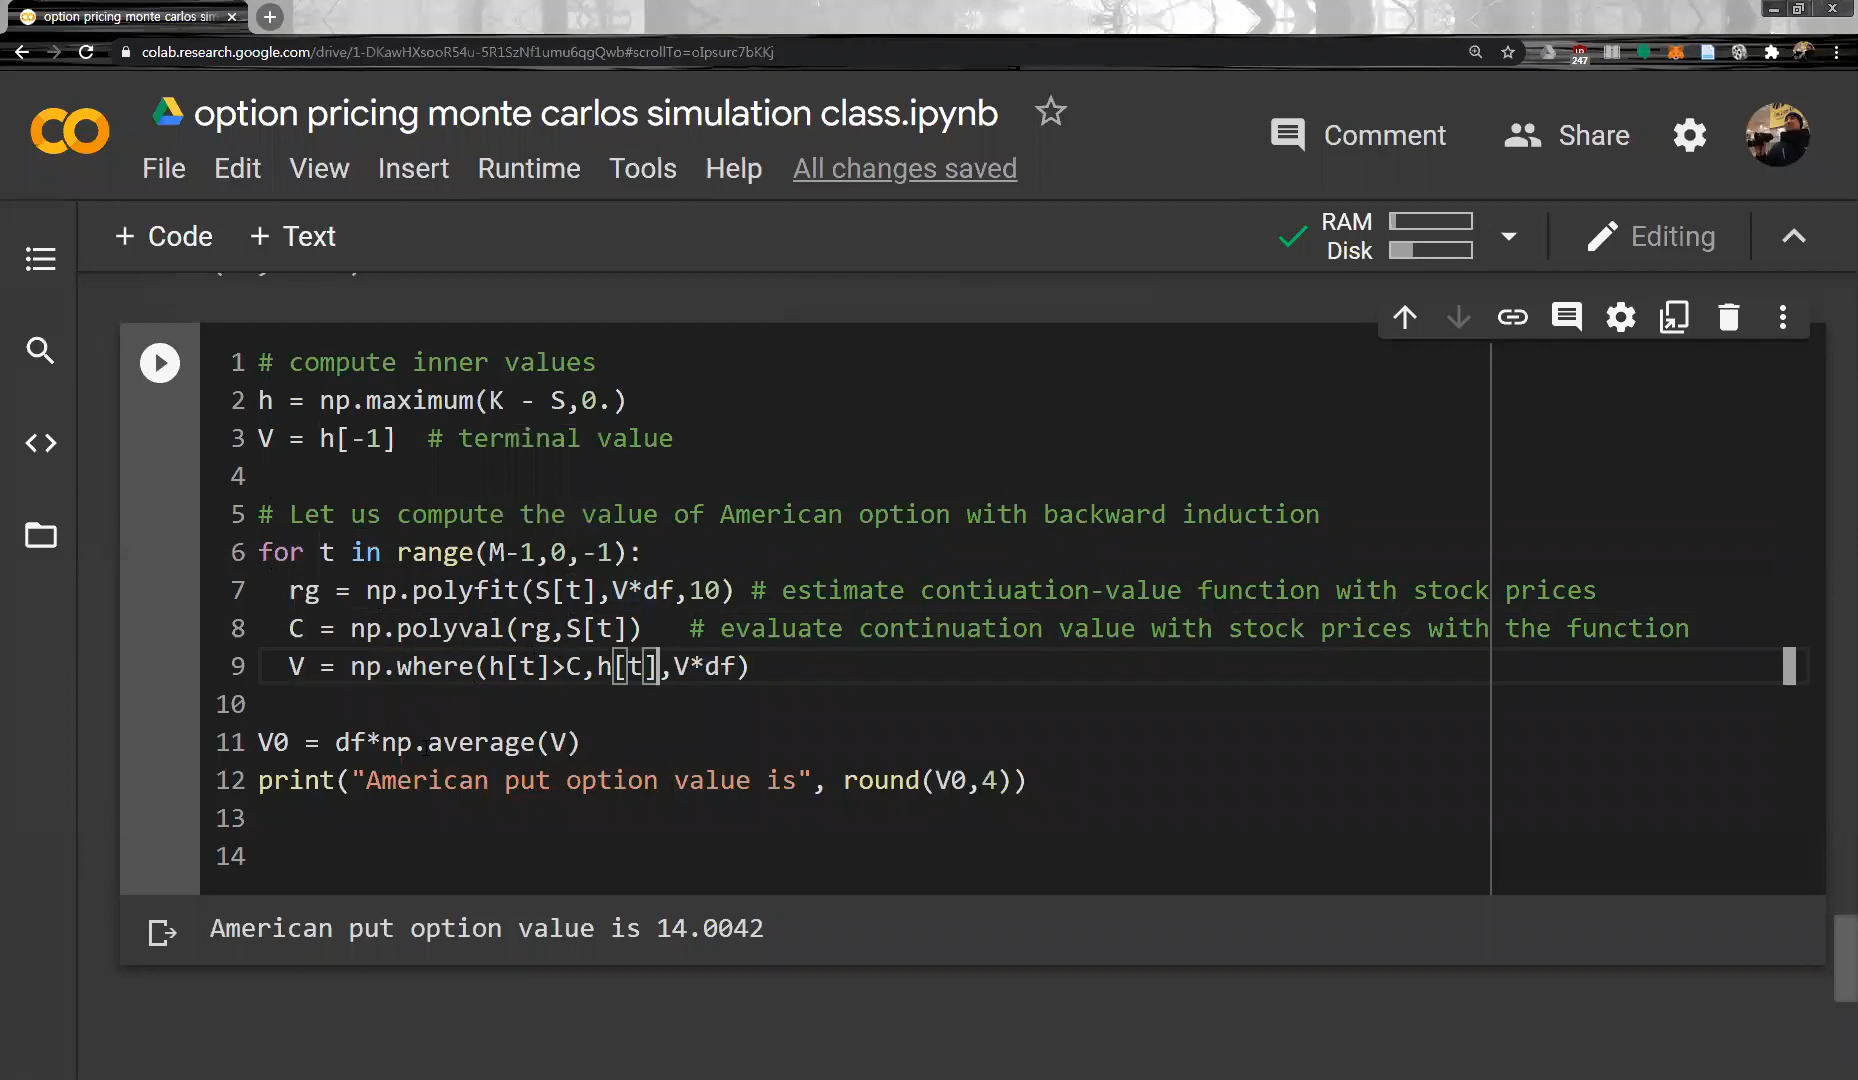 option pricing monte carlos sim
colab.research.google.com/drive/1-DKawHXsooR54u-5R1SzNf1umu6qgQwb#scrollTo=oIpsurc7bKKj
247
option pricing monte carlos simulation class.ipynb
Comment
Share
File Edit View Insert Runtime Tools Help All changes saved
+ Code + Text
RAM
Disk
Editing
1 # compute inner values
2 h = np.maximum(K - S,0.)
3 V = h[-1] # terminal value
4
5 # Let us compute the value of American option with backward induction
6 for t in range(M-1,0,-1):
7 rg = np.polyfit(S[t],V*df,10) # estimate contiuation-value function with stock prices
8 C = np.polyval(rg,S[t]) # evaluate continuation value with stock prices with the function
9 V = np.where(h[t]>C,h[t],V*df)
10
11 V0 = df*np.average(V)
12 print("American put option value is", round(V0,4))
13
14
American put option value is 14.0042